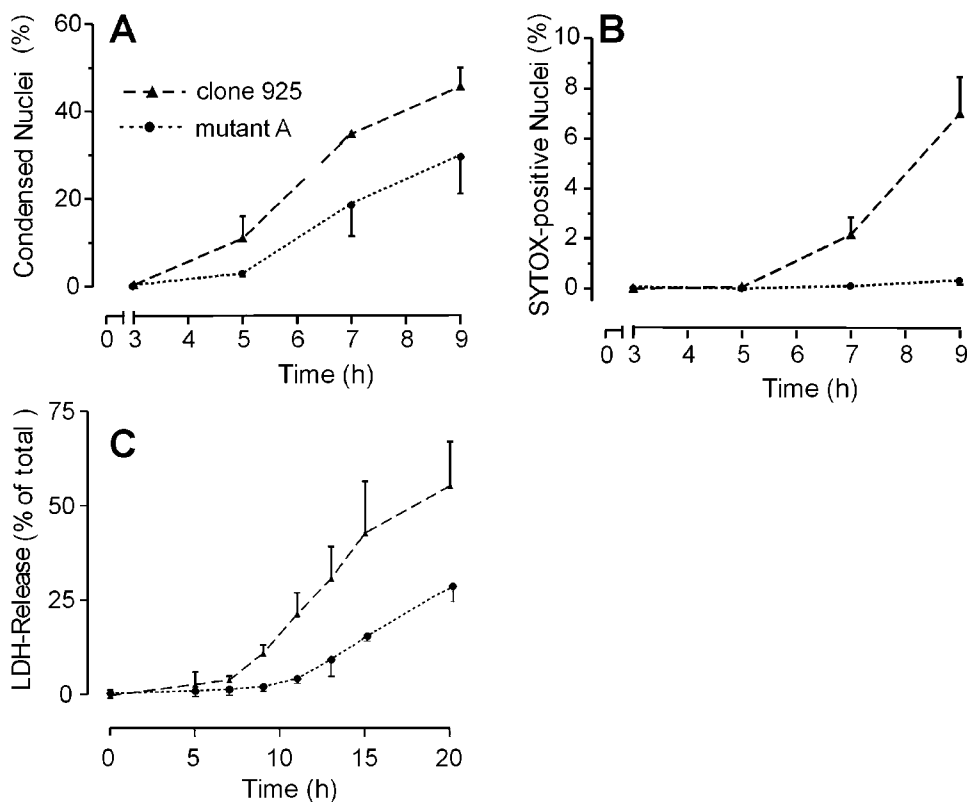 A
Condensed Nuclei (%)
60
40
20
0
clone 925
mutant A
0 3 4 5 6 7 8 9
Time (h)
B
SYTOX-positive Nuclei (%)
10
8
6
4
2
0
0 3 4 5 6 7 8 9
Time (h)
C
LDH-Release (% of total )
75
50
25
0
0 5 10 15 20
Time (h)